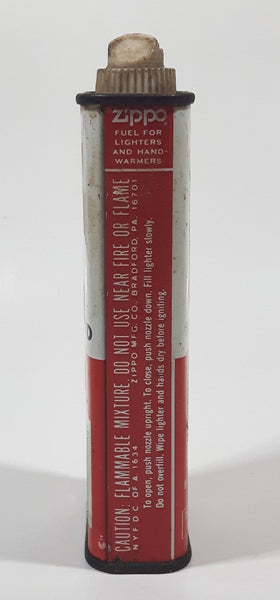 zippo
FUEL FOR
LIGHTERS
AND HAND-
WARMERS
CAUTION. FLAMMABLE MIXTURE. DO NOT USE NEAR FIRE OR FLAME
N.Y.F.D.C. OF A. 1634 ZIPPO MFG. CO. BRADFORD, PA. 16701
To open, push nozzle upright. To close, push nozzle down. Fill lighter slowly.
Do not overfill. Wipe lighter and hands dry before igniting.